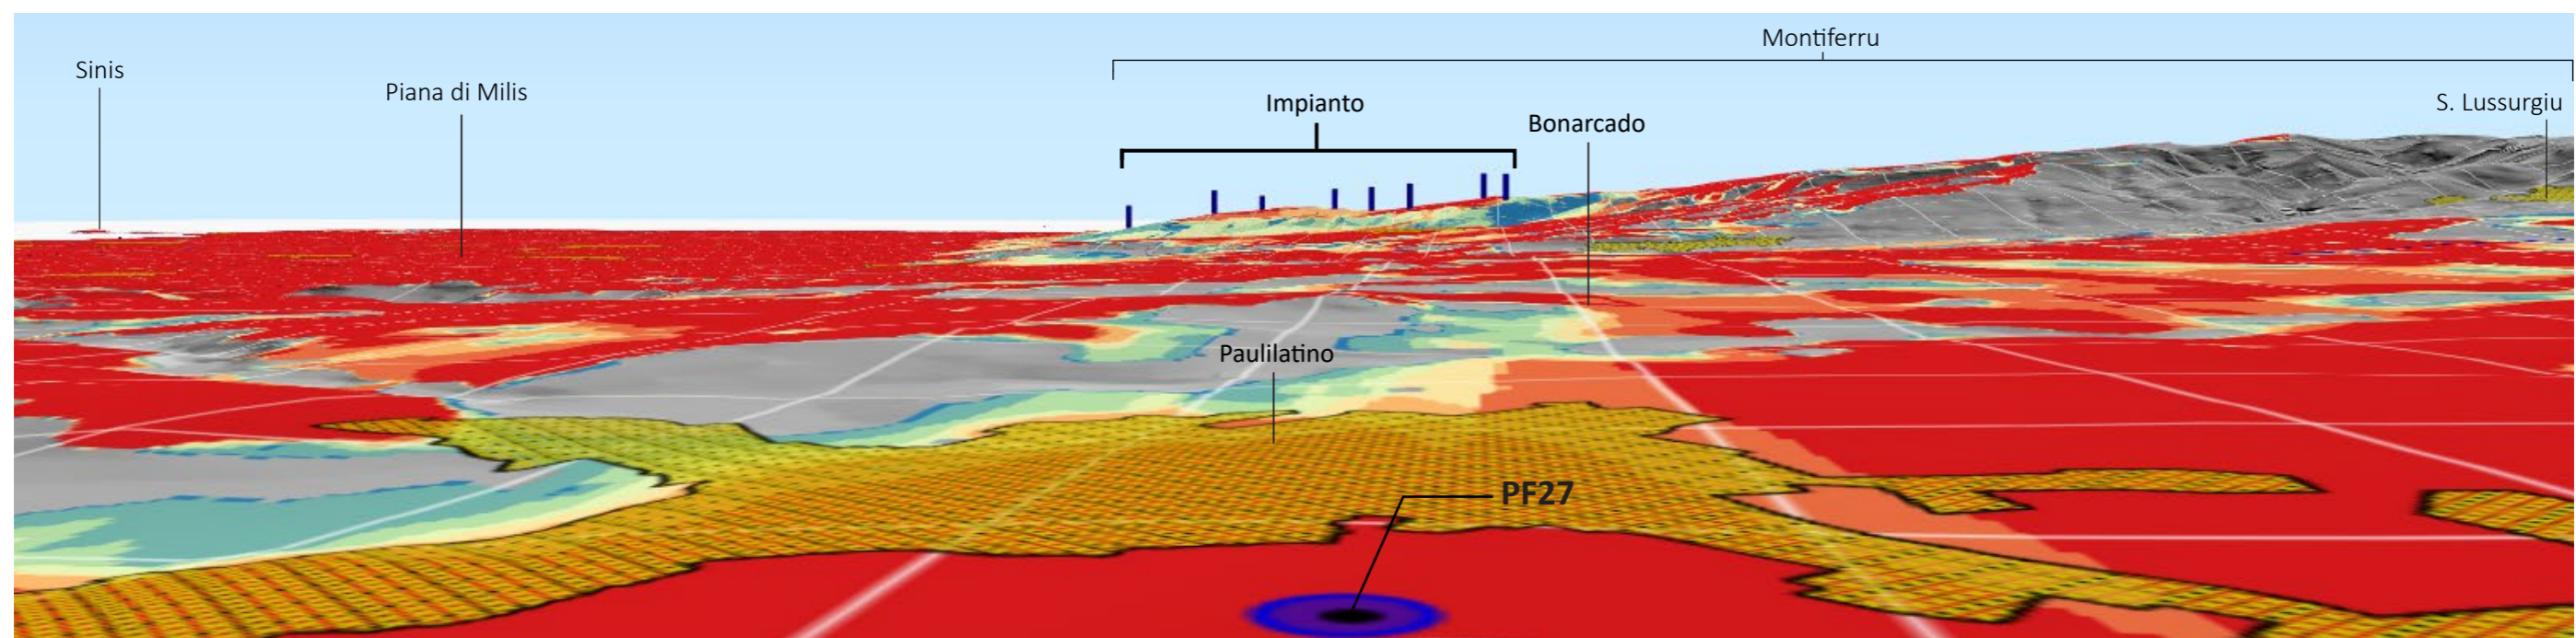 Montiferru
Sinis
Piana di Milis
Impianto
S. Lussurgiu
Bonarcado
Paulilatino
PF27